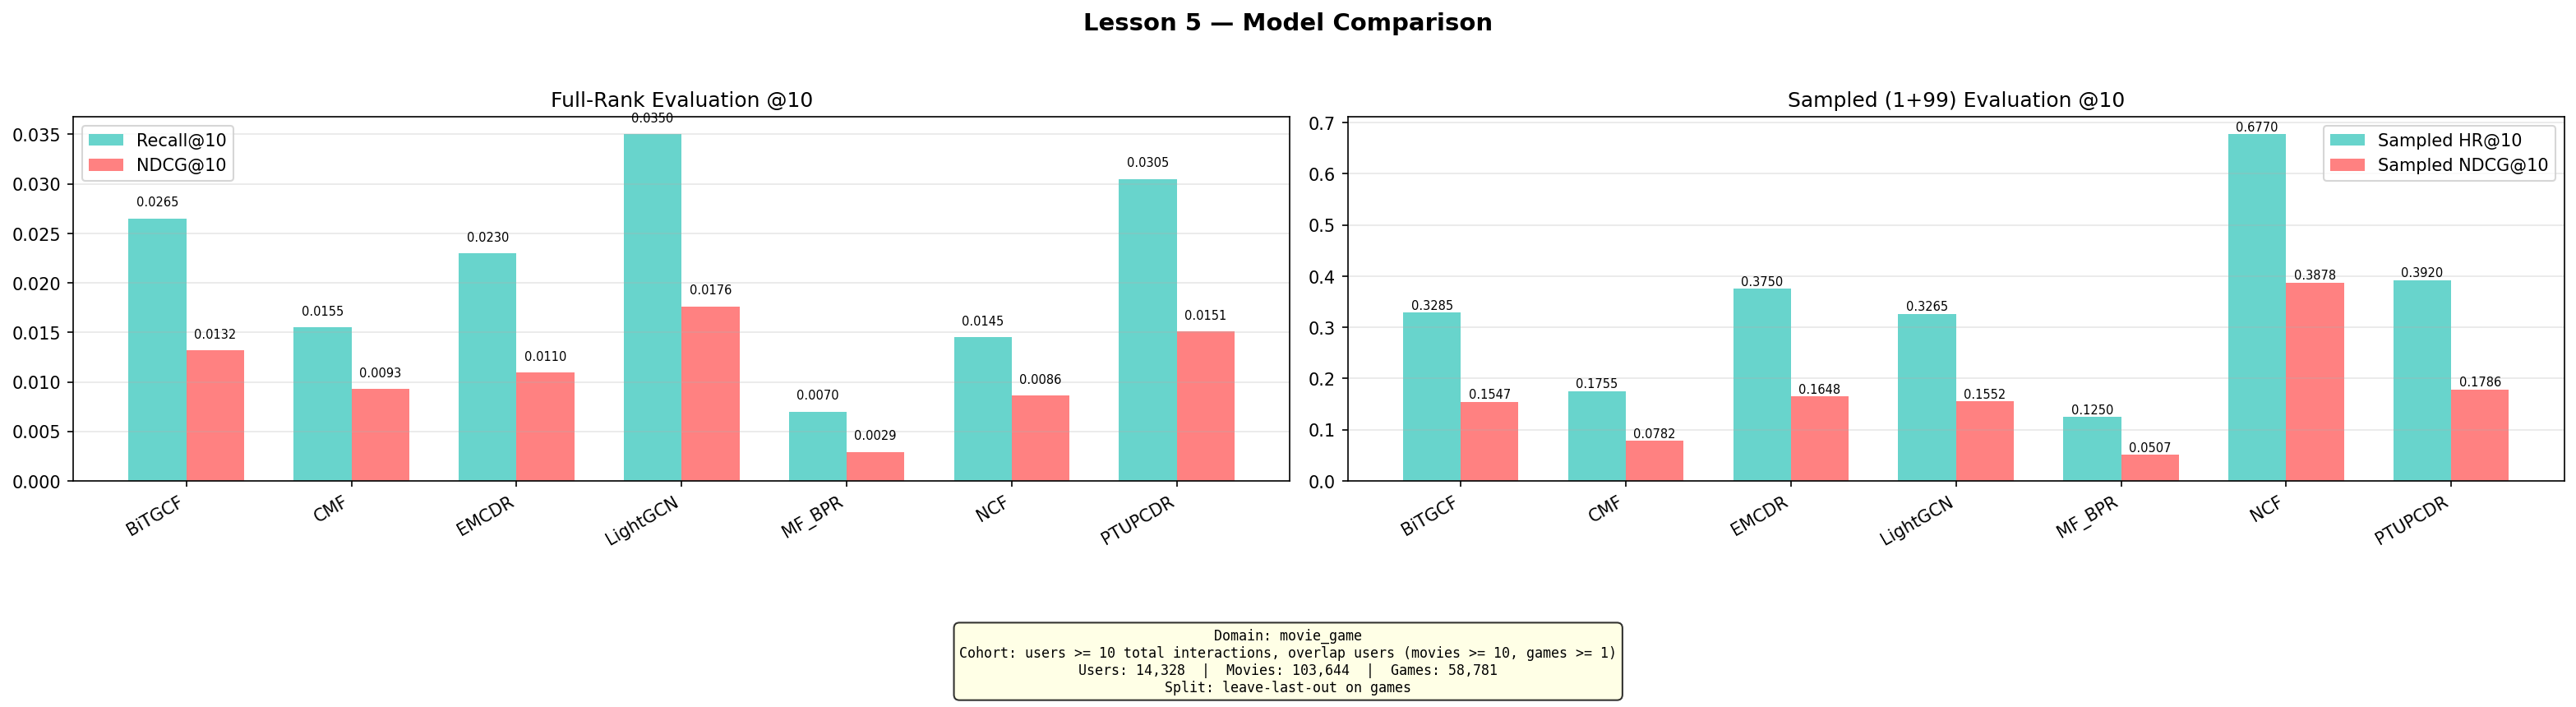 Lesson 5 — Model Comparison
Full-Rank Evaluation @10
Recall@10
NDCG@10
0.035
0.030
0.025
0.020
0.015
0.010
0.005
0.000
0.0265
0.0132
0.0155
0.0093
0.0230
0.0110
0.0350
0.0176
0.0070
0.0029
0.0145
0.0086
0.0305
0.0151
BiTGCF
CMF
EMCDR
LightGCN
MF_BPR
NCF
PTUPCDR
Sampled (1+99) Evaluation @10
Sampled HR@10
Sampled NDCG@10
0.7
0.6
0.5
0.4
0.3
0.2
0.1
0.0
0.3285
0.1547
0.1755
0.0782
0.3750
0.1648
0.3265
0.1552
0.1250
0.0507
0.6770
0.3878
0.3920
0.1786
BiTGCF
CMF
EMCDR
LightGCN
MF_BPR
NCF
PTUPCDR
Domain: movie_game
Cohort: users >= 10 total interactions, overlap users (movies >= 10, games >= 1)
Users: 14,328 | Movies: 103,644 | Games: 58,781
Split: leave-last-out on games